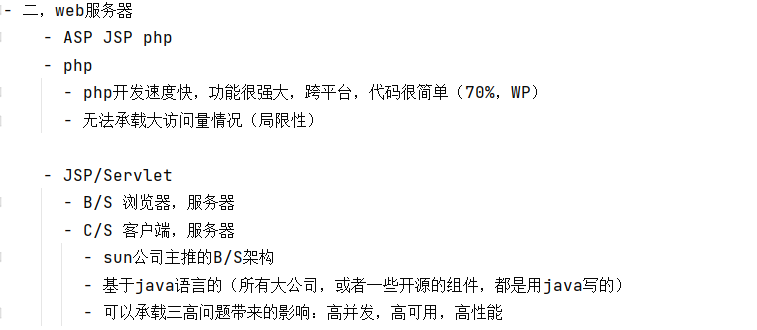 - 二，web服务器
- ASP JSP php
- php
- php开发速度快，功能很强大，跨平台，代码很简单（70%，WP）
- 无法承载大访问量情况（局限性）
- JSP/Servlet
- B/S 浏览器，服务器
- C/S 客户端，服务器
- sun公司主推的B/S架构
- 基于java语言的（所有大公司，或者一些开源的组件，都是用java写的）
- 可以承载三高问题带来的影响：高并发，高可用，高性能